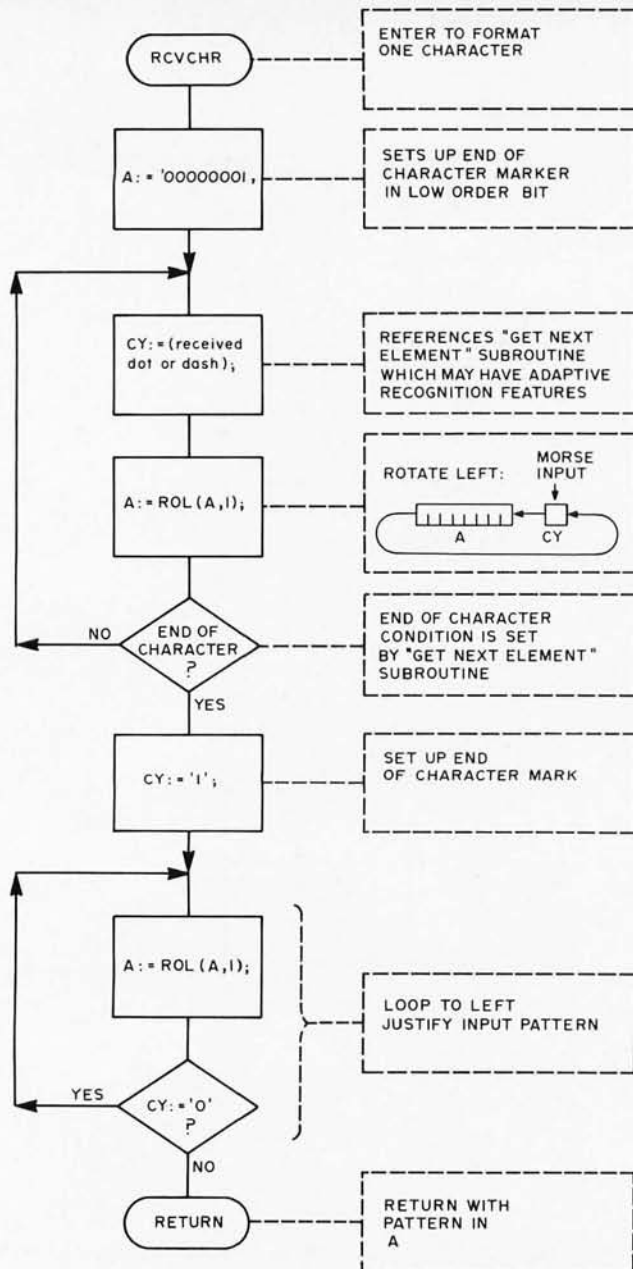 RCVCHR
ENTER TO FORMAT
ONE CHARACTER
A: = '00000001,
SETS UP END OF
CHARACTER MARKER
IN LOW ORDER BIT
CY: = (received
dot or dash);
REFERENCES "GET NEXT
ELEMENT" SUBROUTINE
WHICH MAY HAVE ADAPTIVE
RECOGNITION FEATURES
A: = ROL (A,1);
MORSE
ROTATE LEFT: INPUT
A CY
NO
END OF
CHARACTER
?
YES
END OF CHARACTER
CONDITION IS SET
BY "GET NEXT ELEMENT"
SUBROUTINE
CY: = '1';
SET UP END
OF CHARACTER MARK
A: = ROL (A,1);
LOOP TO LEFT
JUSTIFY INPUT PATTERN
YES
CY: = '0'
?
NO
RETURN
RETURN WITH
PATTERN IN
A